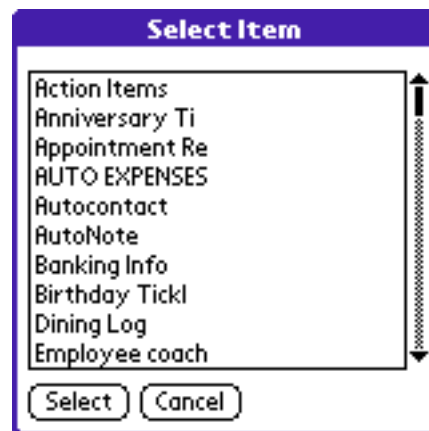 Select Item
Action Items
Anniversary Ti
Appointment Re
AUTO EXPENSES
Autocontact
AutoNote
Banking Info
Birthday Tickl
Dining Log
Employee coach
Select Cancel